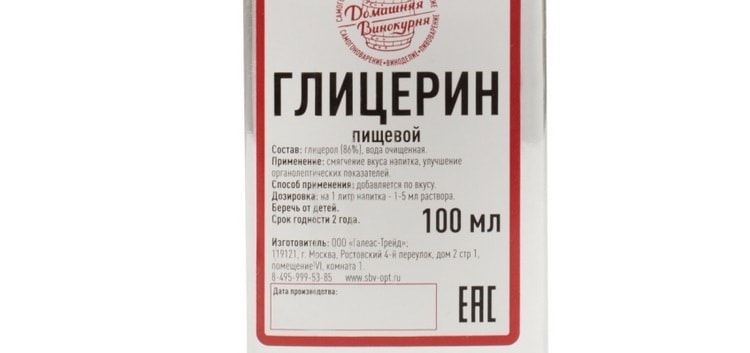 Домашняя
Винокурня
САМОГОНОВАРЕНИЕ • ВИНОДЕЛИЕ • ПИВОВАРЕНИЕ
ГЛИЦЕРИН
пищевой
Состав: глицерол (86%), вода очищенная.
Применение: смягчение вкуса напитка, улучшение
органолептических показателей.
Способ применения: добавляется по вкусу.
Дозировка: на 1 литр напитка - 1-5 мл раствора.
Беречь от детей.
Срок годности 2 года.
100 мл
Изготовитель: ООО «Галеас-Трейд»;
119121, г. Москва, Ростовский 4-й переулок, дом 2 стр 1,
помещение VI, комната 1.
8-495-999-53-85 www.sbv-opt.ru
Дата производства:
ЕАС